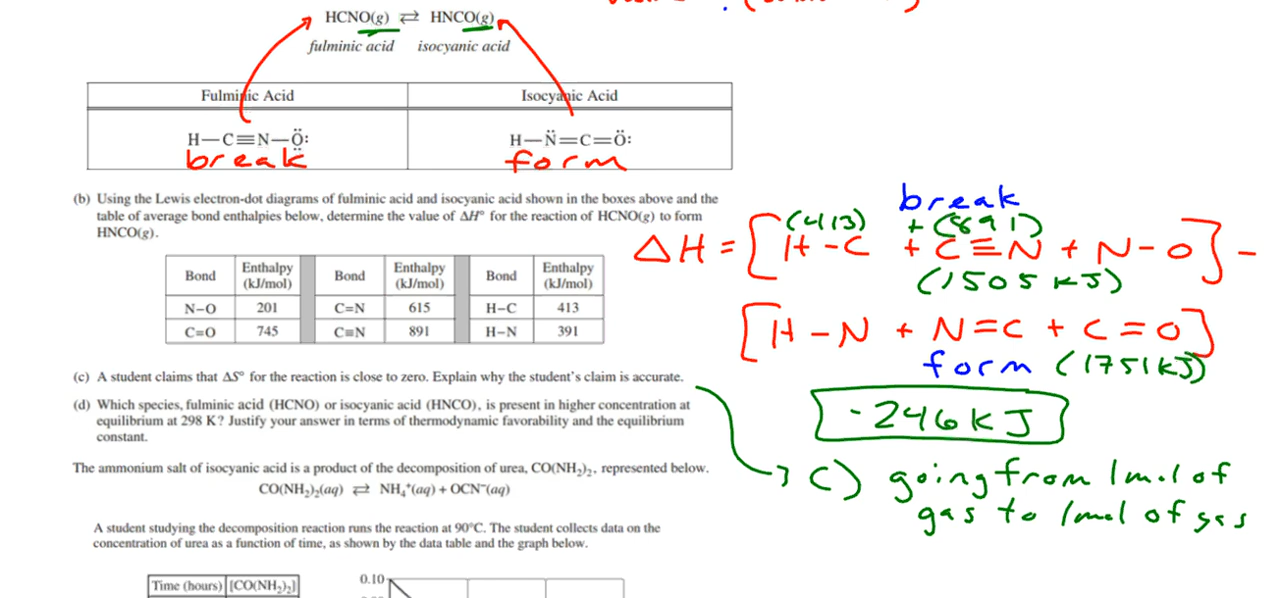 HCNO(g) ⇄ HNCO(g)
fulminic acid isocyanic acid
Fulminic Acid Isocyanic Acid
H—C≡N—Ö: H—N̈=C=Ö:
break form
(b) Using the Lewis electron-dot diagrams of fulminic acid and isocyanic acid shown in the boxes above and the
table of average bond enthalpies below, determine the value of ΔH° for the reaction of HCNO(g) to form
HNCO(g).
Bond Enthalpy (kJ/mol) Bond Enthalpy (kJ/mol) Bond Enthalpy (kJ/mol)
N–O 201 C=N 615 H–C 413
C=O 745 C≡N 891 H–N 391
break
(413) + (891)
ΔH = [H-C + C≡N + N-O] -
(1505 kJ)
[H-N + N=C + C=O]
form (1751 kJ)
-246 kJ
(c) A student claims that ΔS° for the reaction is close to zero. Explain why the student's claim is accurate.
(d) Which species, fulminic acid (HCNO) or isocyanic acid (HNCO), is present in higher concentration at
equilibrium at 298 K? Justify your answer in terms of thermodynamic favorability and the equilibrium
constant.
c) going from 1 mol of
gas to 1 mol of gas
The ammonium salt of isocyanic acid is a product of the decomposition of urea, CO(NH₂)₂, represented below.
CO(NH₂)₂(aq) ⇄ NH₄⁺(aq) + OCN⁻(aq)
A student studying the decomposition reaction runs the reaction at 90°C. The student collects data on the
concentration of urea as a function of time, as shown by the data table and the graph below.
Time (hours) [CO(NH₂)₂]
0.10